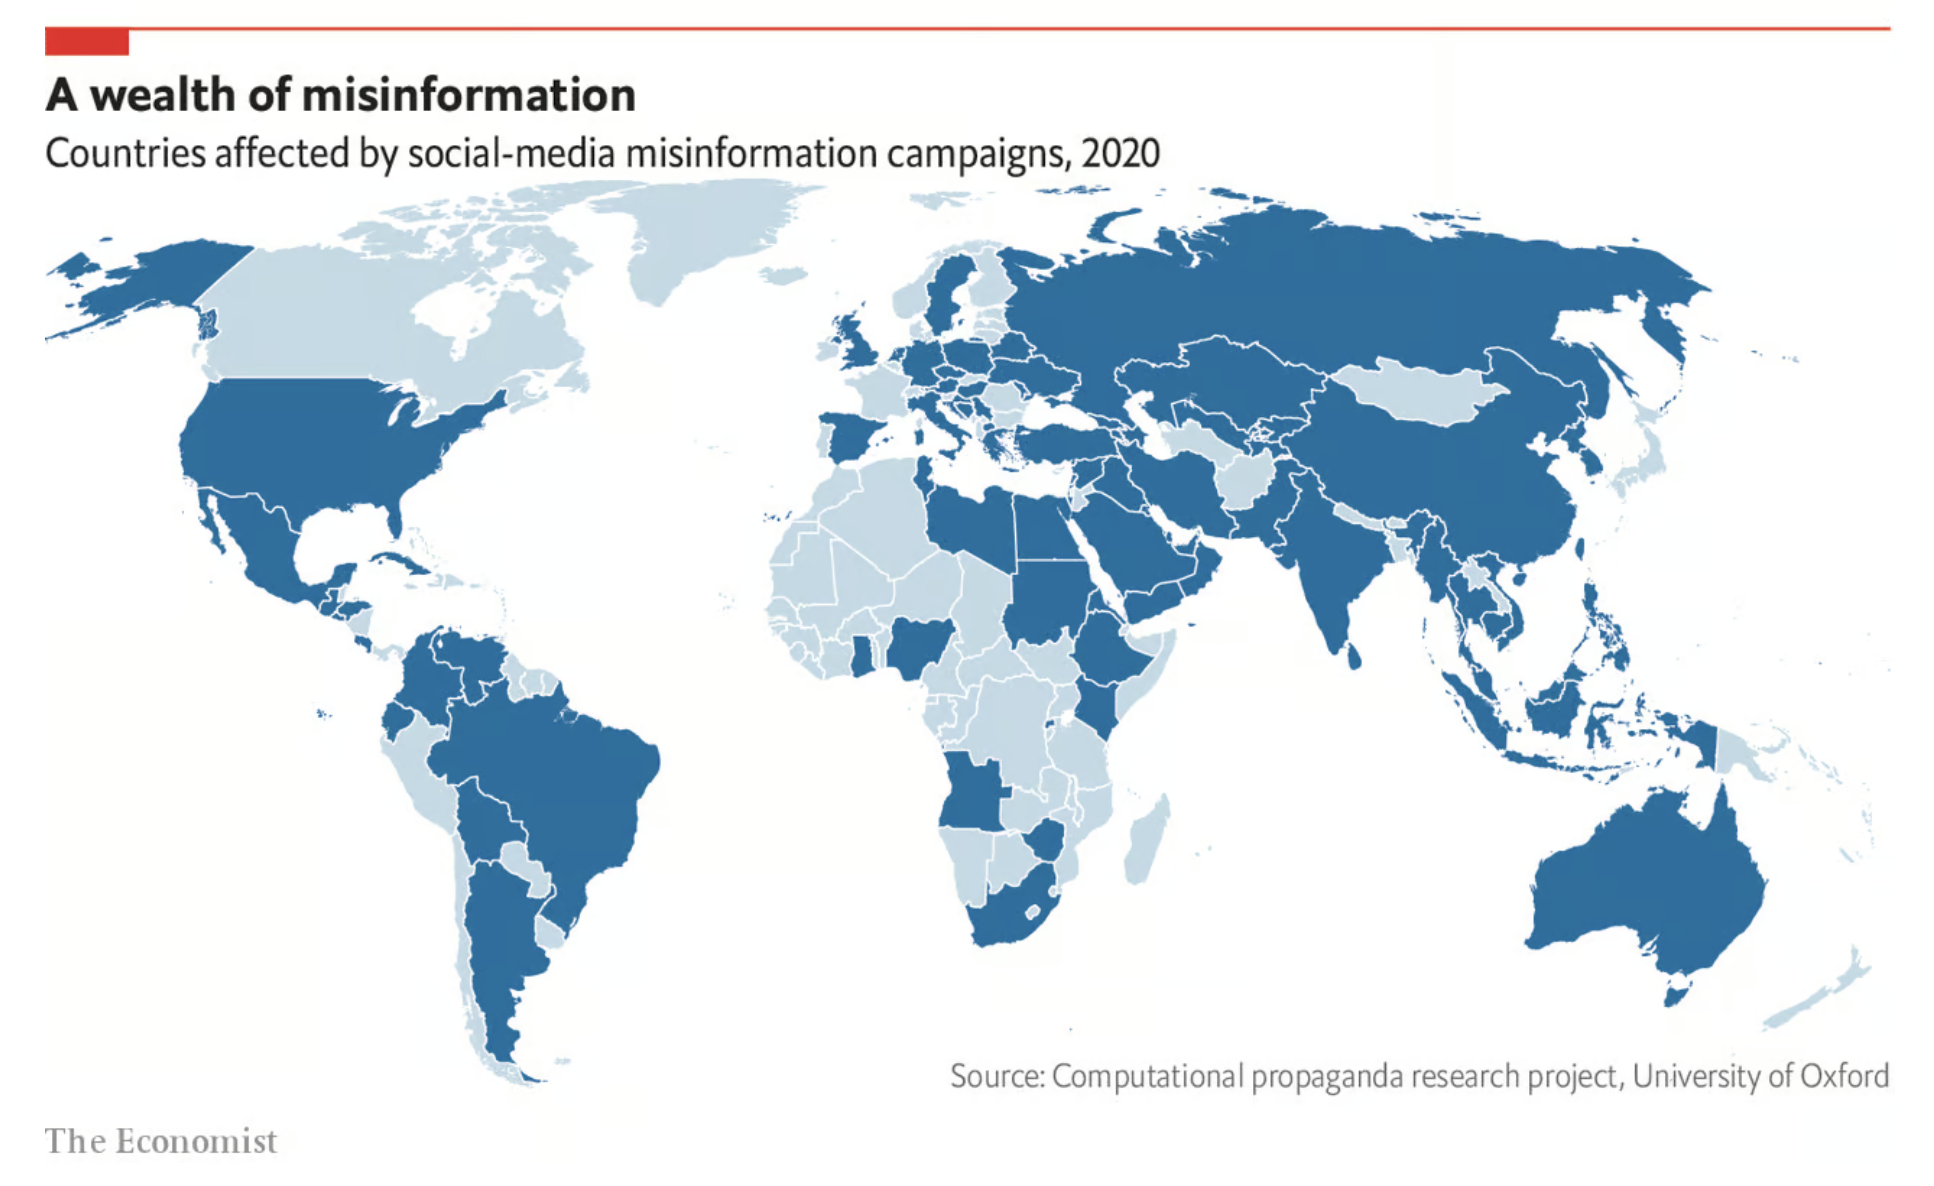 A wealth of misinformation
Countries affected by social-media misinformation campaigns, 2020
Source: Computational propaganda research project, University of Oxford
The Economist